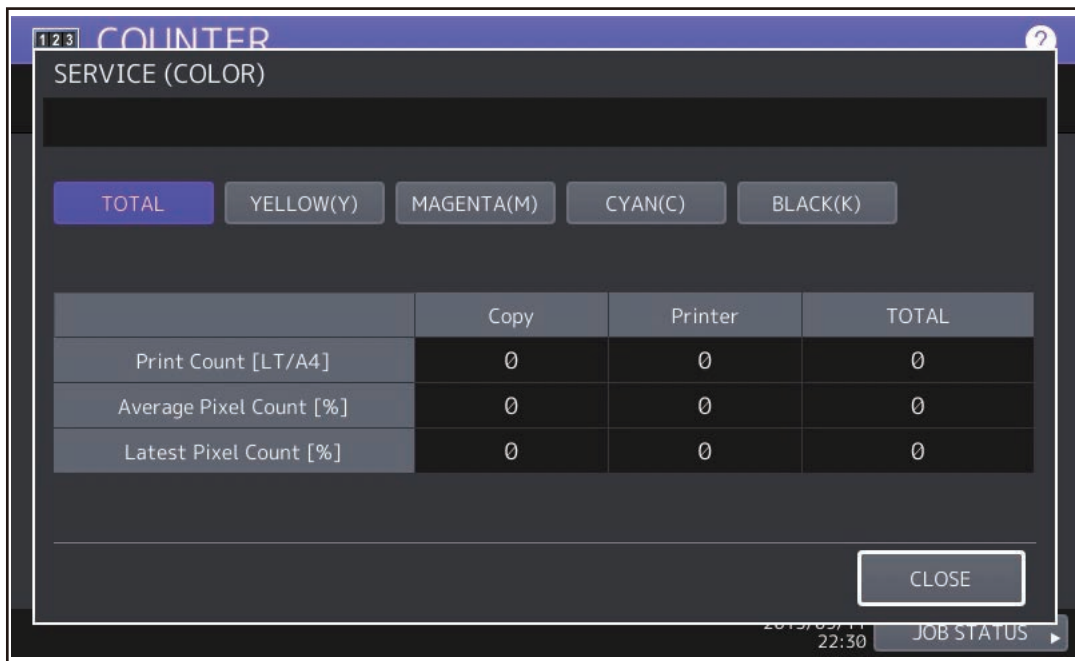 123 COUNTER ?
SERVICE (COLOR)
TOTAL YELLOW(Y) MAGENTA(M) CYAN(C) BLACK(K)
Copy Printer TOTAL
Print Count [LT/A4] 0 0 0
Average Pixel Count [%] 0 0 0
Latest Pixel Count [%] 0 0 0
CLOSE
22:30 JOB STATUS